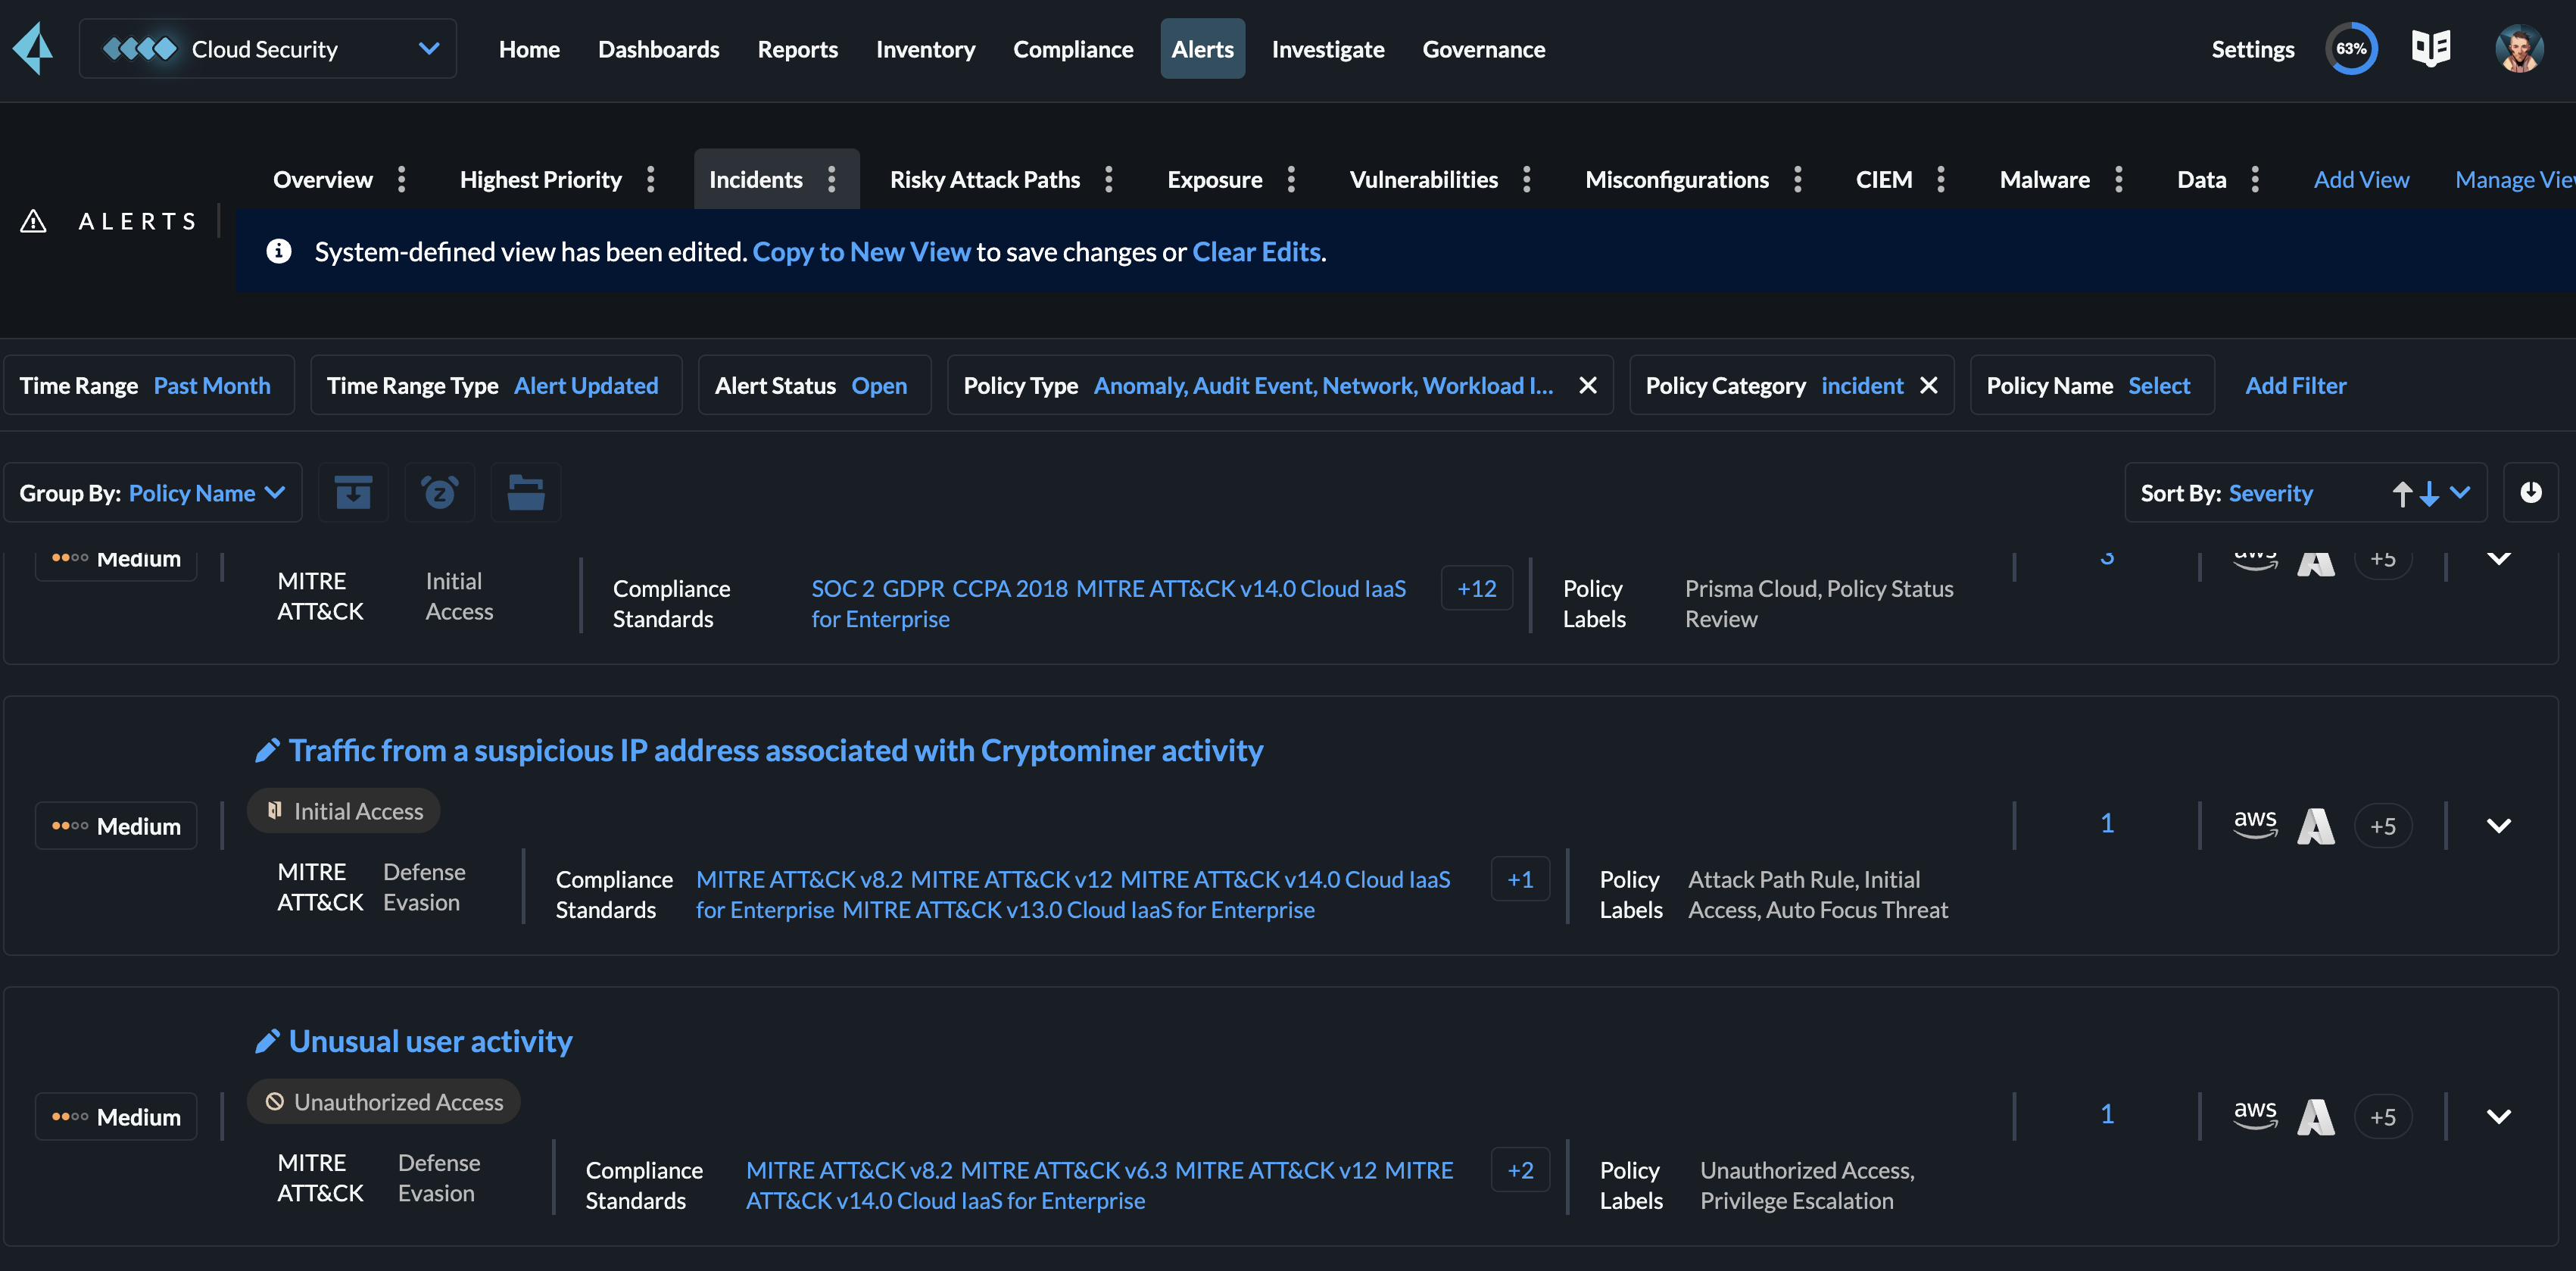 Cloud Security
Home Dashboards Reports Inventory Compliance Alerts Investigate Governance
Settings 63%
Overview Highest Priority Incidents Risky Attack Paths Exposure Vulnerabilities Misconfigurations CIEM Malware Data Add View Manage Vie
ALERTS
System-defined view has been edited. Copy to New View to save changes or Clear Edits.
Time Range Past Month Time Range Type Alert Updated Alert Status Open Policy Type Anomaly, Audit Event, Network, Workload I... Policy Category incident Policy Name Select Add Filter
Group By: Policy Name Sort By: Severity
Medium 3 aws +5
MITRE ATT&CK
Initial Access
Compliance Standards
SOC 2 GDPR CCPA 2018 MITRE ATT&CK v14.0 Cloud IaaS
for Enterprise
+12
Policy Labels
Prisma Cloud, Policy Status
Review
Traffic from a suspicious IP address associated with Cryptominer activity
Initial Access
Medium 1 aws +5
MITRE ATT&CK
Defense Evasion
Compliance Standards
MITRE ATT&CK v8.2 MITRE ATT&CK v12 MITRE ATT&CK v14.0 Cloud IaaS
for Enterprise MITRE ATT&CK v13.0 Cloud IaaS for Enterprise
+1
Policy Labels
Attack Path Rule, Initial
Access, Auto Focus Threat
Unusual user activity
Unauthorized Access
Medium 1 aws +5
MITRE ATT&CK
Defense Evasion
Compliance Standards
MITRE ATT&CK v8.2 MITRE ATT&CK v6.3 MITRE ATT&CK v12 MITRE
ATT&CK v14.0 Cloud IaaS for Enterprise
+2
Policy Labels
Unauthorized Access,
Privilege Escalation